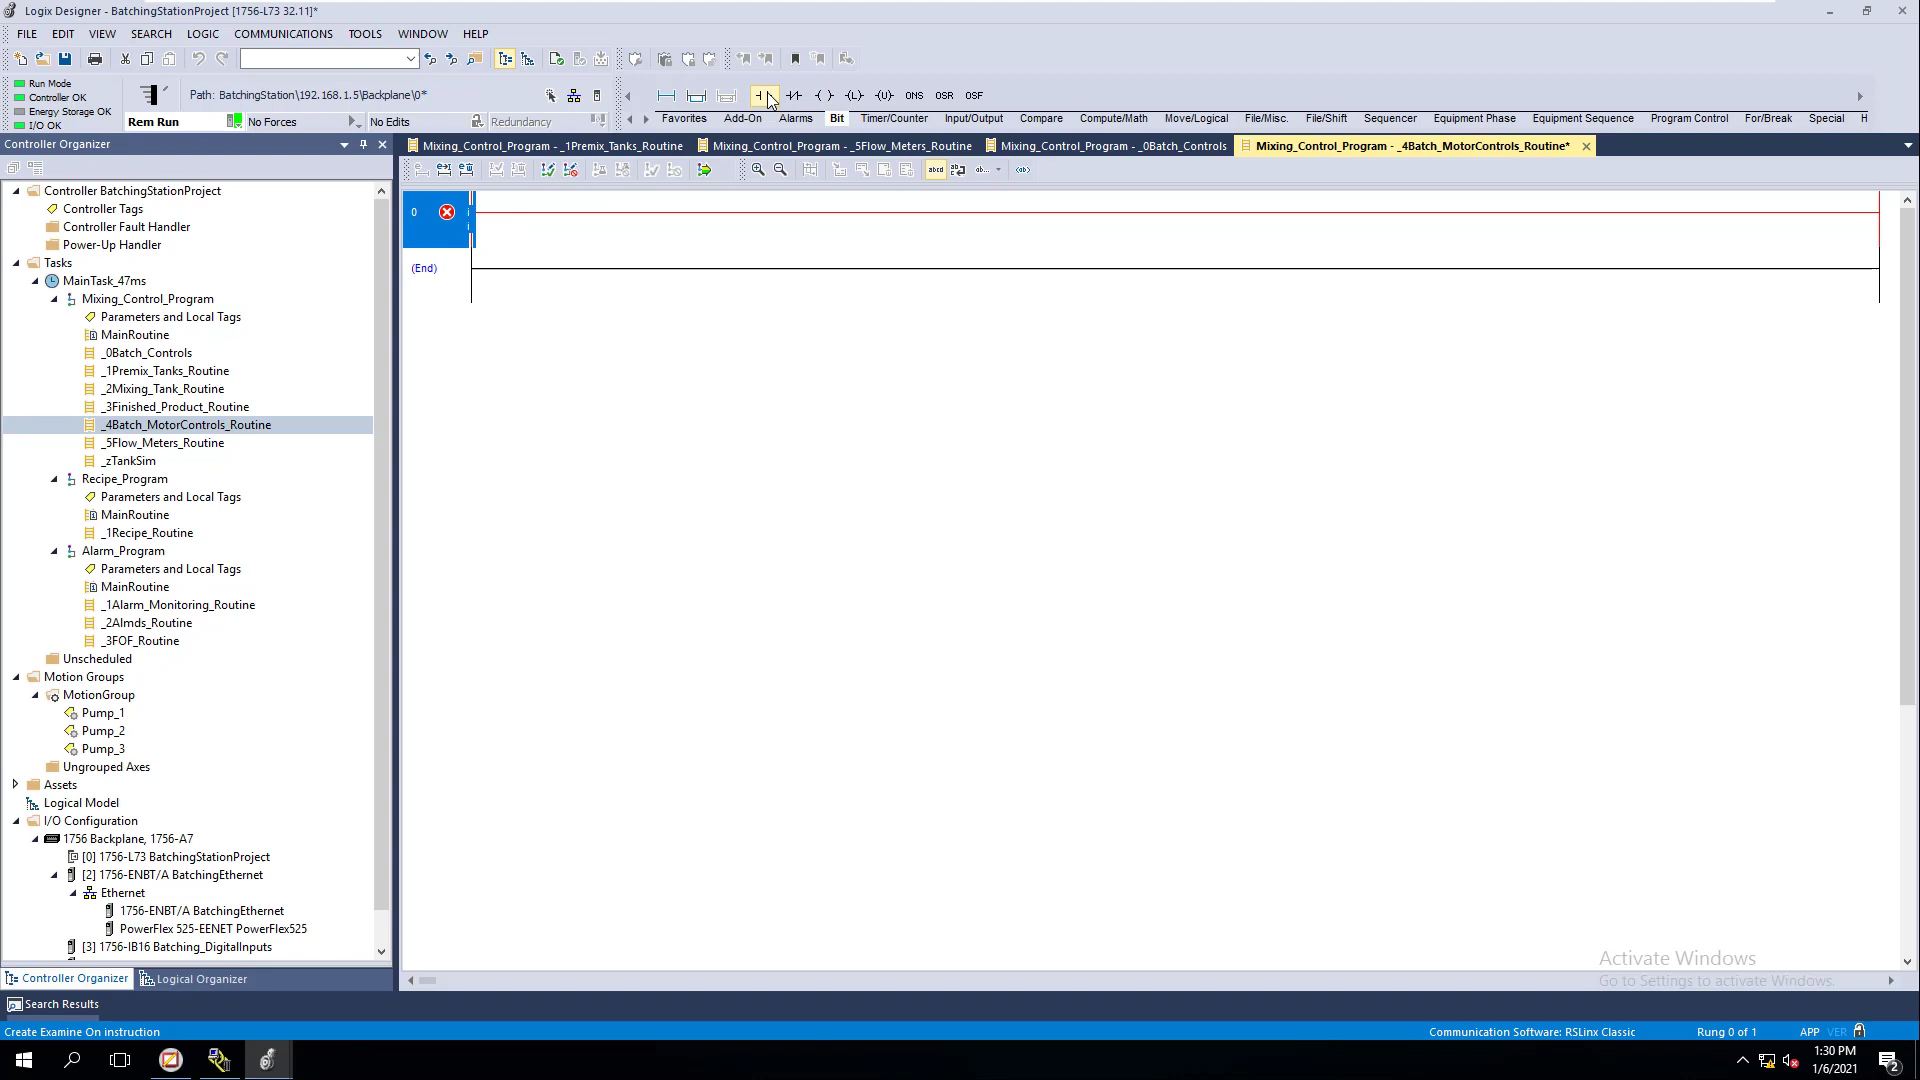 Logix Designer - BatchingStationProject [1756-L73 32.11]*
FILE EDIT VIEW SEARCH LOGIC COMMUNICATIONS TOOLS WINDOW HELP
Run Mode
Controller OK
Energy Storage OK
I/O OK
Path: BatchingStation\192.168.1.5\Backplane\0*
Rem Run No Forces No Edits Redundancy
(L) (U) ONS OSR OSF
Favorites Add-On Alarms Bit Timer/Counter Input/Output Compare Compute/Math Move/Logical File/Misc. File/Shift Sequencer Equipment Phase Equipment Sequence Program Control For/Break Special H
Controller Organizer
Mixing_Control_Program - _1Premix_Tanks_Routine
Mixing_Control_Program - _5Flow_Meters_Routine
Mixing_Control_Program - _0Batch_Controls
Mixing_Control_Program - _4Batch_MotorControls_Routine*
abcd ab...
0
i
i
(End)
Controller BatchingStationProject
Controller Tags
Controller Fault Handler
Power-Up Handler
Tasks
MainTask_47ms
Mixing_Control_Program
Parameters and Local Tags
MainRoutine
_0Batch_Controls
_1Premix_Tanks_Routine
_2Mixing_Tank_Routine
_3Finished_Product_Routine
_4Batch_MotorControls_Routine
_5Flow_Meters_Routine
_zTankSim
Recipe_Program
Parameters and Local Tags
MainRoutine
_1Recipe_Routine
Alarm_Program
Parameters and Local Tags
MainRoutine
_1Alarm_Monitoring_Routine
_2Almds_Routine
_3FOF_Routine
Unscheduled
Motion Groups
MotionGroup
Pump_1
Pump_2
Pump_3
Ungrouped Axes
Assets
Logical Model
I/O Configuration
1756 Backplane, 1756-A7
[0] 1756-L73 BatchingStationProject
[2] 1756-ENBT/A BatchingEthernet
Ethernet
1756-ENBT/A BatchingEthernet
PowerFlex 525-EENET PowerFlex525
[3] 1756-IB16 Batching_DigitalInputs
Controller Organizer Logical Organizer
Activate Windows
Go to Settings to activate Windows.
Search Results
Create Examine On instruction
Communication Software: RSLinx Classic Rung 0 of 1 APP VER
1:30 PM
1/6/2021
2